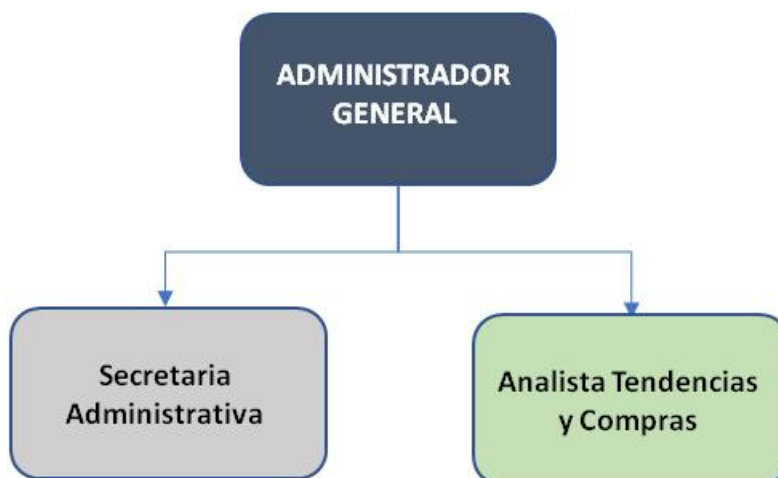 ADMINISTRADOR
GENERAL
Secretaria
Administrativa
Analista Tendencias
y Compras